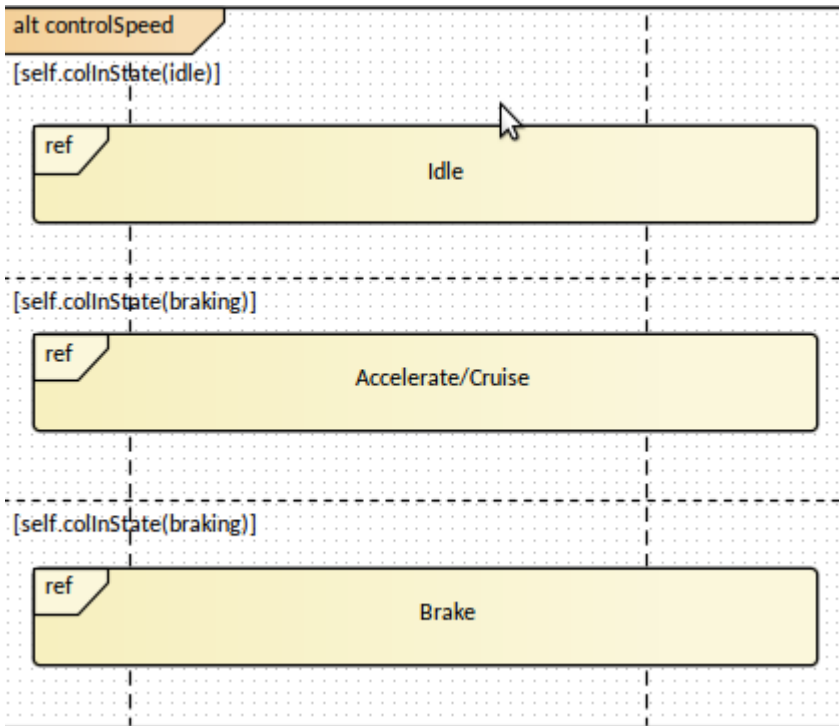 alt controlSpeed
[self.colInState(idle)]
ref
Idle
[self.colInState(braking)]
ref
Accelerate/Cruise
[self.colInState(braking)]
ref
Brake